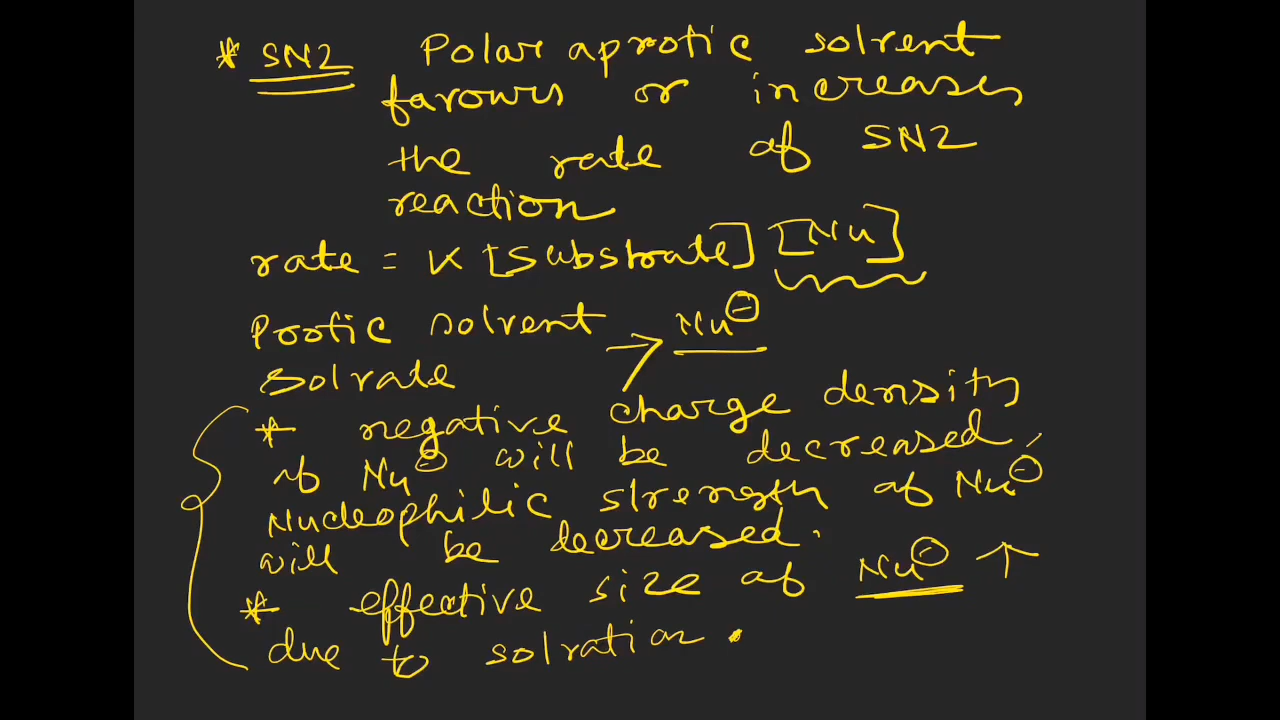 * SN2 Polar aprotic solvent
favours or increases
the rate of SN2
reaction
rate = K [Substrate] [Nu]
Protic solvent Nu⊖
solvate
* negative charge density
of Nu⊖ will be decreased.
Nucleophilic strength of Nu⊖
will be decreased.
* effective size of Nu⊖ ↑
due to solvation.